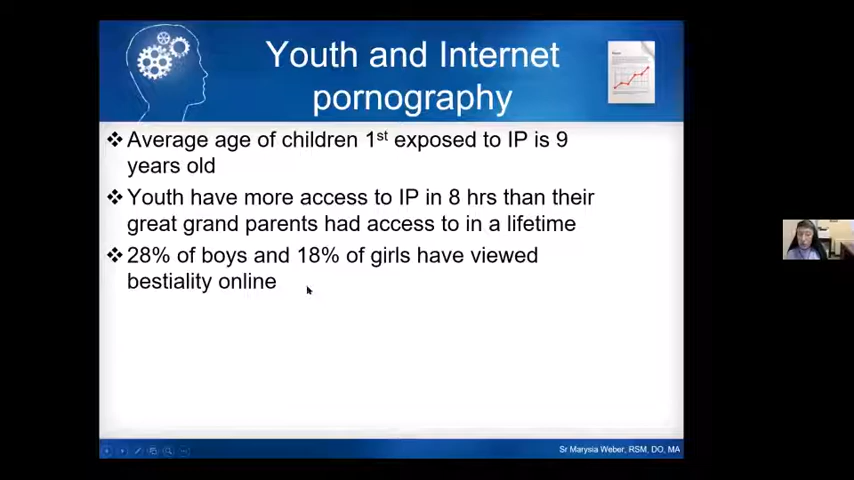 Youth and Internet
pornography
❖ Average age of children 1st exposed to IP is 9
years old
❖ Youth have more access to IP in 8 hrs than their
great grand parents had access to in a lifetime
❖ 28% of boys and 18% of girls have viewed
bestiality online
Sr Marysia Weber, RSM, DO, MA